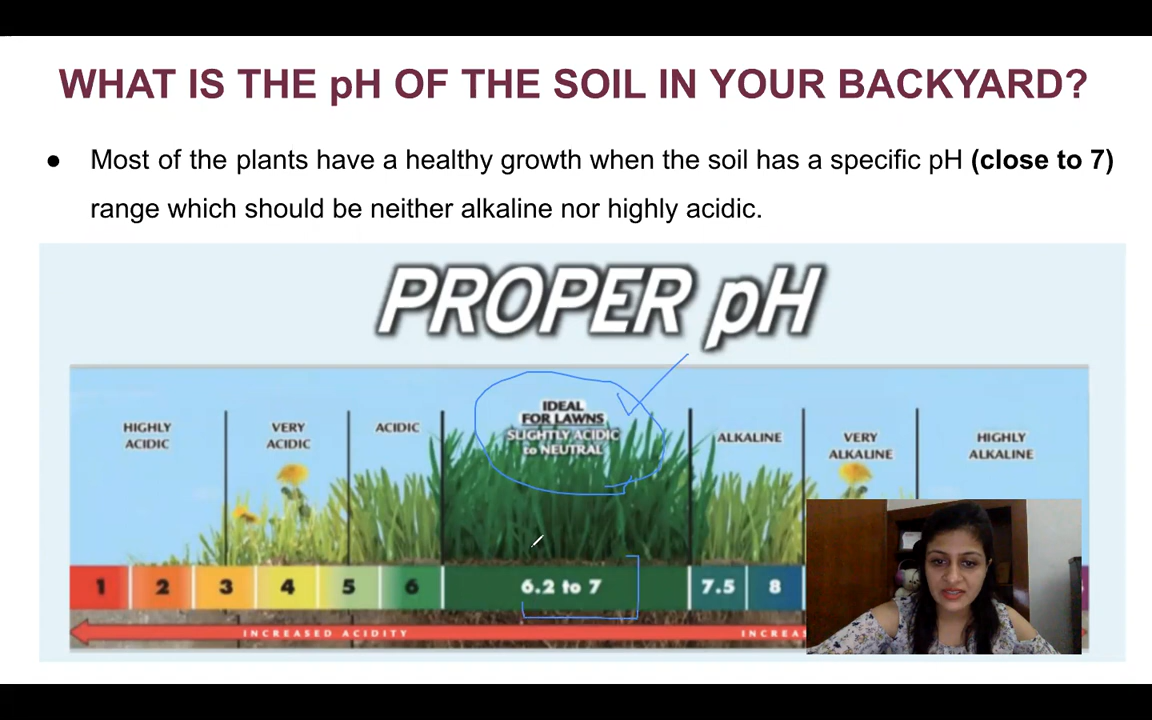 WHAT IS THE pH OF THE SOIL IN YOUR BACKYARD?
● Most of the plants have a healthy growth when the soil has a specific pH (close to 7)
range which should be neither alkaline nor highly acidic.
PROPER pH
HIGHLY
ACIDIC
VERY
ACIDIC
ACIDIC
IDEAL
FOR LAWNS
SLIGHTLY ACIDIC
to NEUTRAL
ALKALINE
VERY
ALKALINE
HIGHLY
ALKALINE
1 2 3 4 5 6 6.2 to 7 7.5 8
INCREASED ACIDITY